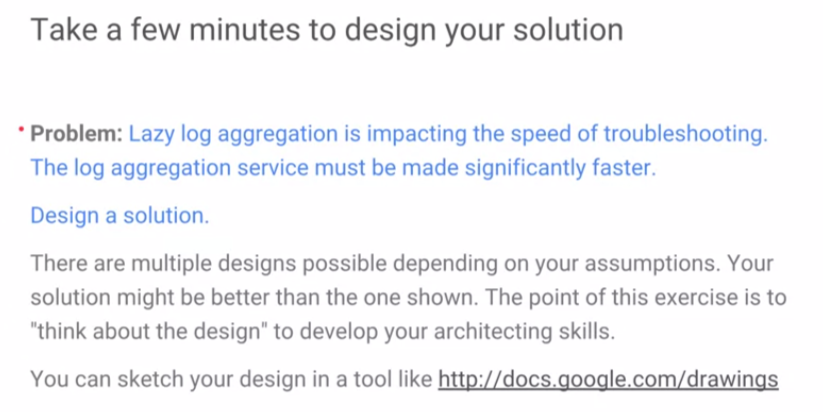 Take a few minutes to design your solution
Problem: Lazy log aggregation is impacting the speed of troubleshooting.
The log aggregation service must be made significantly faster.
Design a solution.
There are multiple designs possible depending on your assumptions. Your
solution might be better than the one shown. The point of this exercise is to
"think about the design" to develop your architecting skills.
You can sketch your design in a tool like http://docs.google.com/drawings